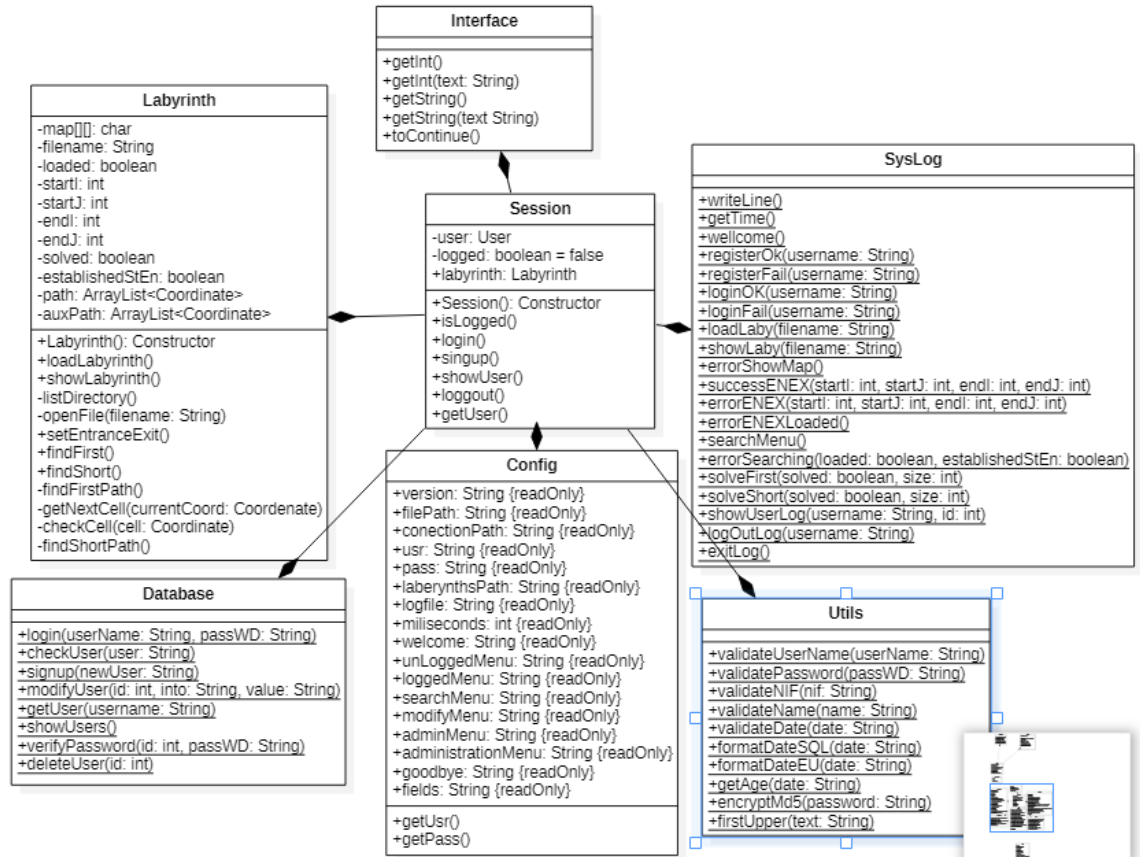 Interface
+getInt()
+getInt(text: String)
+getString()
+getString(text String)
+toContinue()
Labyrinth
-map[][]: char
-filename: String
-loaded: boolean
-startI: int
-startJ: int
-endI: int
-endJ: int
-solved: boolean
-establishedStEn: boolean
-path: ArrayList<Coordinate>
-auxPath: ArrayList<Coordinate>
+Labyrinth(): Constructor
+loadLabyrinth()
+showLabyrinth()
-listDirectory()
-openFile(filename: String)
+setEntranceExit()
+findFirst()
+findShort()
-findFirstPath()
-getNextCell(currentCoord: Coordenate)
-checkCell(cell: Coordinate)
-findShortPath()
Session
-user: User
-logged: boolean = false
+labyrinth: Labyrinth
+Session(): Constructor
+isLogged()
+login()
+singup()
+showUser()
+loggout()
+getUser()
SysLog
+writeLine()
+getTime()
+wellcome()
+registerOk(username: String)
+registerFail(username: String)
+loginOK(username: String)
+loginFail(username: String)
+loadLaby(filename: String)
+showLaby(filename: String)
+errorShowMap()
+successENEX(startI: int, startJ: int, endI: int, endJ: int)
+errorENEX(startI: int, startJ: int, endI: int, endJ: int)
+errorENEXLoaded()
+searchMenu()
+errorSearching(loaded: boolean, establishedStEn: boolean)
+solveFirst(solved: boolean, size: int)
+solveShort(solved: boolean, size: int)
+showUserLog(username: String, id: int)
+logOutLog(username: String)
+exitLog()
Database
+login(userName: String, passWD: String)
+checkUser(user: String)
+signup(newUser: String)
+modifyUser(id: int, into: String, value: String)
+getUser(username: String)
+showUsers()
+verifyPassword(id: int, passWD: String)
+deleteUser(id: int)
Config
+version: String {readOnly}
+filePath: String {readOnly}
+conectionPath: String {readOnly}
+usr: String {readOnly}
+pass: String {readOnly}
+laberynthsPath: String {readOnly}
+logfile: String {readOnly}
+miliseconds: int {readOnly}
+welcome: String {readOnly}
+unLoggedMenu: String {readOnly}
+loggedMenu: String {readOnly}
+searchMenu: String {readOnly}
+modifyMenu: String {readOnly}
+adminMenu: String {readOnly}
+administrationMenu: String {readOnly}
+goodbye: String {readOnly}
+fields: String {readOnly}
+getUsr()
+getPass()
Utils
+validateUserName(userName: String)
+validatePassword(passWD: String)
+validateNIF(nif: String)
+validateName(name: String)
+validateDate(date: String)
+formatDateSQL(date: String)
+formatDateEU(date: String)
+getAge(date: String)
+encryptMd5(password: String)
+firstUpper(text: String)